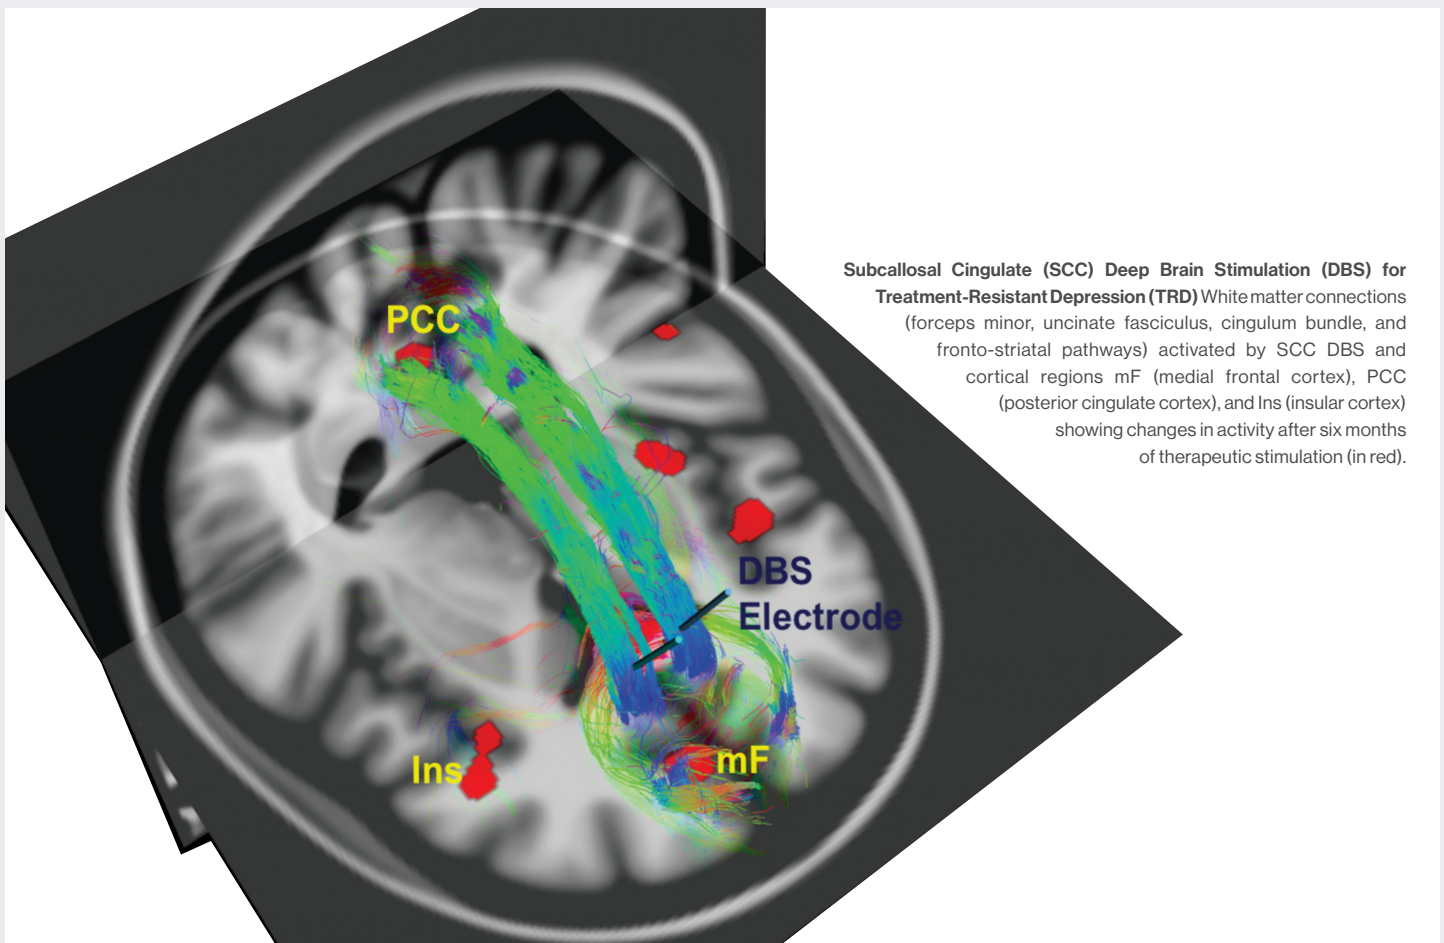 PCC
DBS
Electrode
Ins
mF
Subcallosal Cingulate (SCC) Deep Brain Stimulation (DBS) for
Treatment-Resistant Depression (TRD) White matter connections
(forceps minor, uncinate fasciculus, cingulum bundle, and
fronto-striatal pathways) activated by SCC DBS and
cortical regions mF (medial frontal cortex), PCC
(posterior cingulate cortex), and Ins (insular cortex)
showing changes in activity after six months
of therapeutic stimulation (in red).